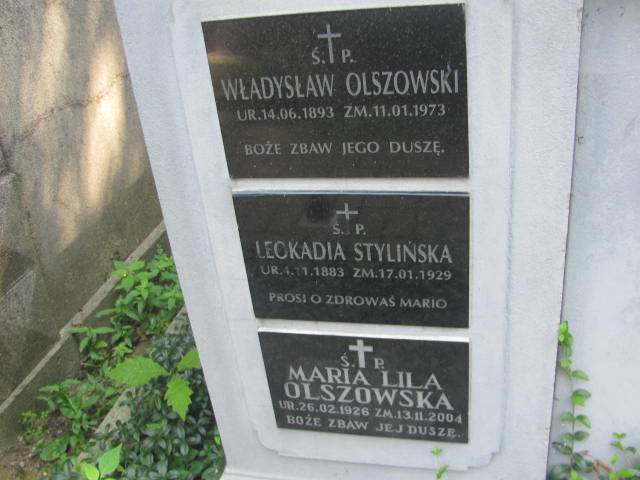 Ś. P.
WŁADYSŁAW OLSZOWSKI
UR.14.06.1893 ZM.11.01.1973
BOŻE ZBAW JEGO DUSZĘ.
Ś. P.
LEOKADIA STYLIŃSKA
UR.4.11.1883 ZM.17.01.1929
PROSI O ZDROWAŚ MARIO
Ś. P.
MARIA LILA
OLSZOWSKA
UR.26.02.1926 ZM.13.11.2004
BOŻE ZBAW JEJ DUSZĘ.